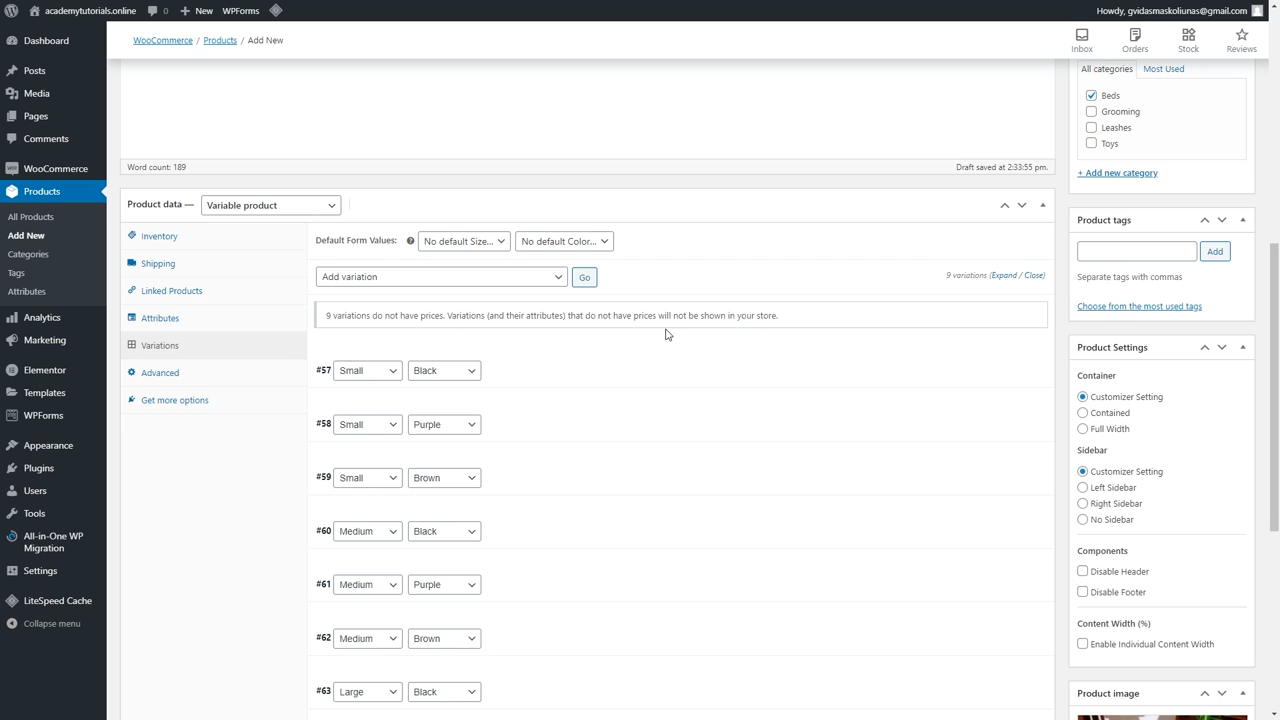 academytutorials.online
0
New
WPForms
Howdy, gvidasmaskoliunas@gmail.com
Dashboard
Posts
Media
Pages
Comments
WooCommerce
Products
All Products
Add New
Categories
Tags
Attributes
Analytics
Marketing
Elementor
Templates
WPForms
Appearance
Plugins
Users
Tools
All-in-One WP
Migration
Settings
LiteSpeed Cache
Collapse menu
WooCommerce / Products / Add New
Inbox
Orders
Stock
Reviews
Word count: 189
Draft saved at 2:33:55 pm.
Product data —
Variable product
Inventory
Shipping
Linked Products
Attributes
Variations
Advanced
Get more options
Default Form Values:
No default Size...
No default Color...
Add variation
Go
9 variations (Expand / Close)
9 variations do not have prices. Variations (and their attributes) that do not have prices will not be shown in your store.
#57 Small Black
#58 Small Purple
#59 Small Brown
#60 Medium Black
#61 Medium Purple
#62 Medium Brown
#63 Large Black
All categories
Most Used
Beds
Grooming
Leashes
Toys
+ Add new category
Product tags
Add
Separate tags with commas
Choose from the most used tags
Product Settings
Container
Customizer Setting
Contained
Full Width
Sidebar
Customizer Setting
Left Sidebar
Right Sidebar
No Sidebar
Components
Disable Header
Disable Footer
Content Width (%)
Enable Individual Content Width
Product image